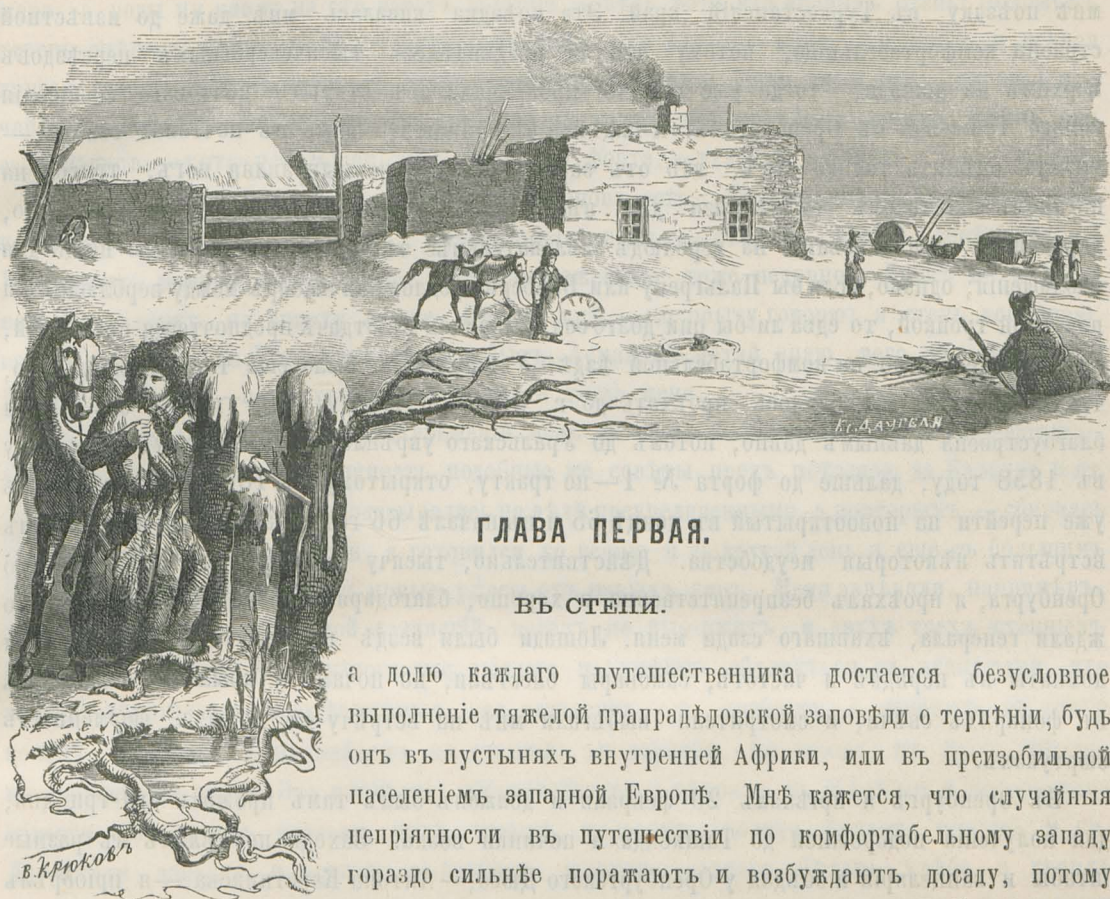 Кг. ДАУГЕЛЯ
ГЛАВА ПЕРВАЯ.
ВЪ СТЕПИ.
а долю каждаго путешественника достается безусловное
выполненіе тяжелой прапрадѣдовской заповѣди о терпѣніи, будь
онъ въ пустыняхъ внутренней Африки, или въ преизобильной
населеніемъ западной Европѣ. Мнѣ кажется, что случайныя
непріятности въ путешествіи по комфортабельному западу
гораздо сильнѣе поражаютъ и возбуждаютъ досаду, потому
в. Крюковъ